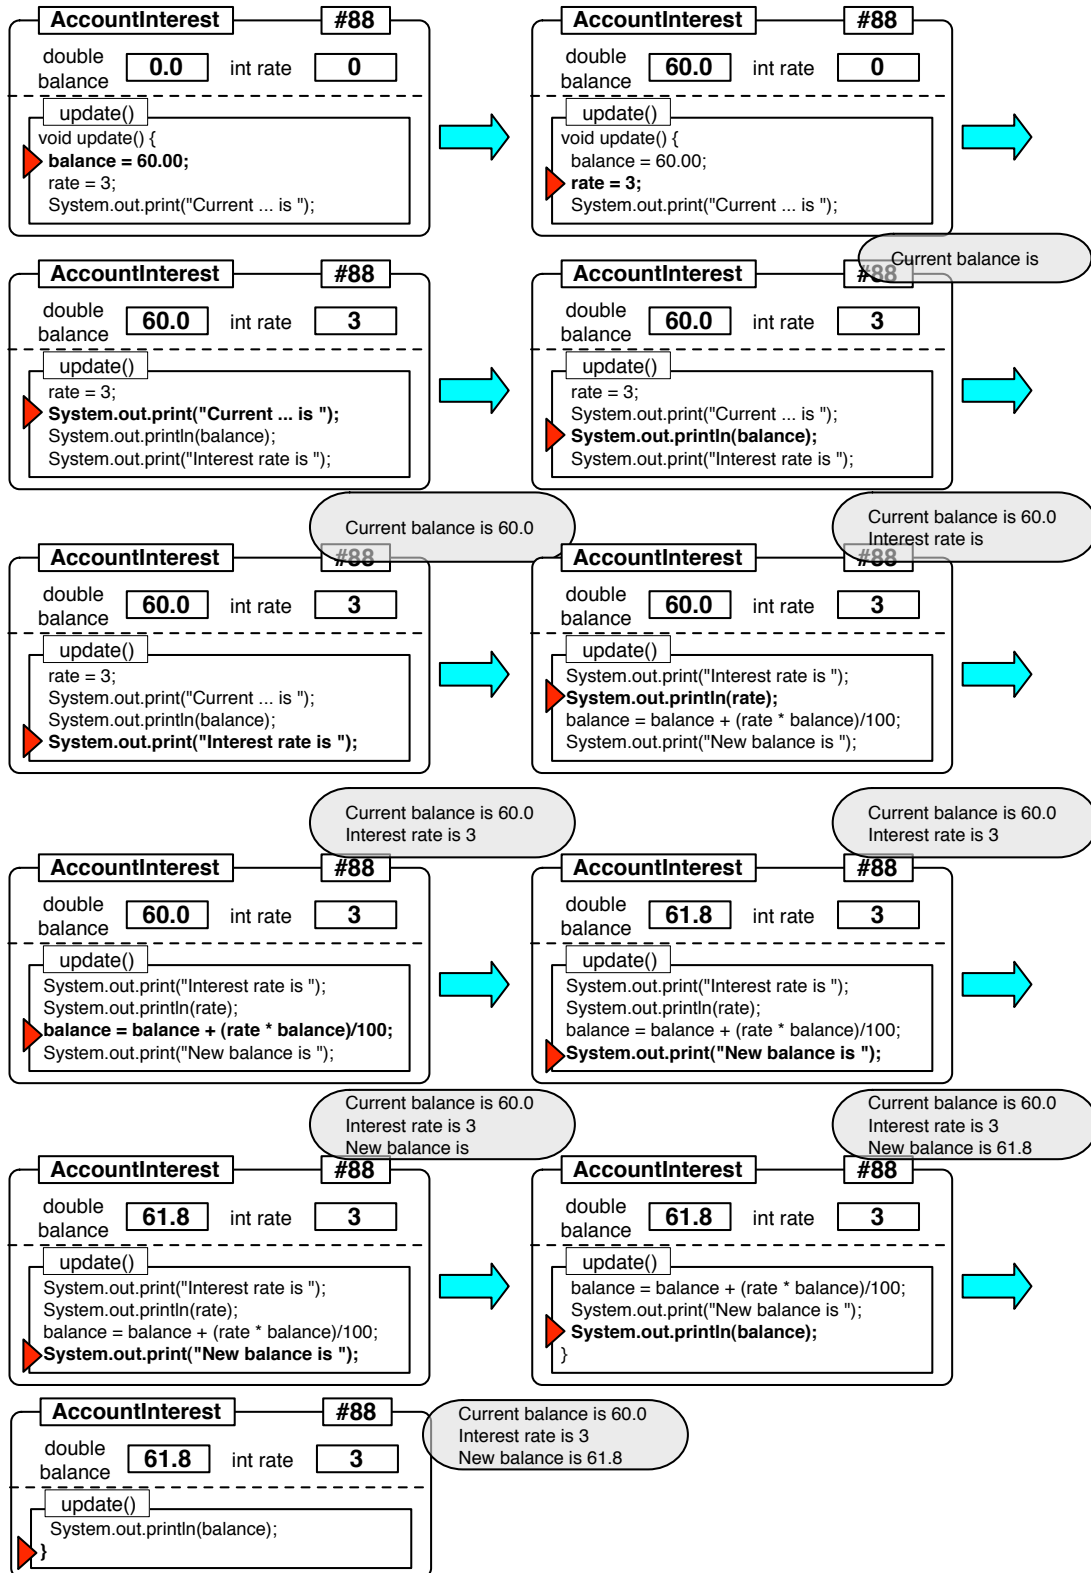 AccountInterest #88
double balance 0.0 int rate 0
update()
void update() {
balance = 60.00;
rate = 3;
System.out.print("Current ... is ");
AccountInterest #88
double balance 60.0 int rate 0
update()
void update() {
balance = 60.00;
rate = 3;
System.out.print("Current ... is ");
AccountInterest #88
double balance 60.0 int rate 3
update()
rate = 3;
System.out.print("Current ... is ");
System.out.println(balance);
System.out.print("Interest rate is ");
Current balance is
AccountInterest #88
double balance 60.0 int rate 3
update()
rate = 3;
System.out.print("Current ... is ");
System.out.println(balance);
System.out.print("Interest rate is ");
Current balance is 60.0
AccountInterest #88
double balance 60.0 int rate 3
update()
rate = 3;
System.out.print("Current ... is ");
System.out.println(balance);
System.out.print("Interest rate is ");
Current balance is 60.0
Interest rate is
AccountInterest #88
double balance 60.0 int rate 3
update()
System.out.print("Interest rate is ");
System.out.println(rate);
balance = balance + (rate * balance)/100;
System.out.print("New balance is ");
Current balance is 60.0
Interest rate is 3
AccountInterest #88
double balance 60.0 int rate 3
update()
System.out.print("Interest rate is ");
System.out.println(rate);
balance = balance + (rate * balance)/100;
System.out.print("New balance is ");
Current balance is 60.0
Interest rate is 3
AccountInterest #88
double balance 61.8 int rate 3
update()
System.out.print("Interest rate is ");
System.out.println(rate);
balance = balance + (rate * balance)/100;
System.out.print("New balance is ");
Current balance is 60.0
Interest rate is 3
New balance is
AccountInterest #88
double balance 61.8 int rate 3
update()
System.out.print("Interest rate is ");
System.out.println(rate);
balance = balance + (rate * balance)/100;
System.out.print("New balance is ");
Current balance is 60.0
Interest rate is 3
New balance is 61.8
AccountInterest #88
double balance 61.8 int rate 3
update()
balance = balance + (rate * balance)/100;
System.out.print("New balance is ");
System.out.println(balance);
}
AccountInterest #88
double balance 61.8 int rate 3
Current balance is 60.0
Interest rate is 3
New balance is 61.8
update()
System.out.println(balance);
}